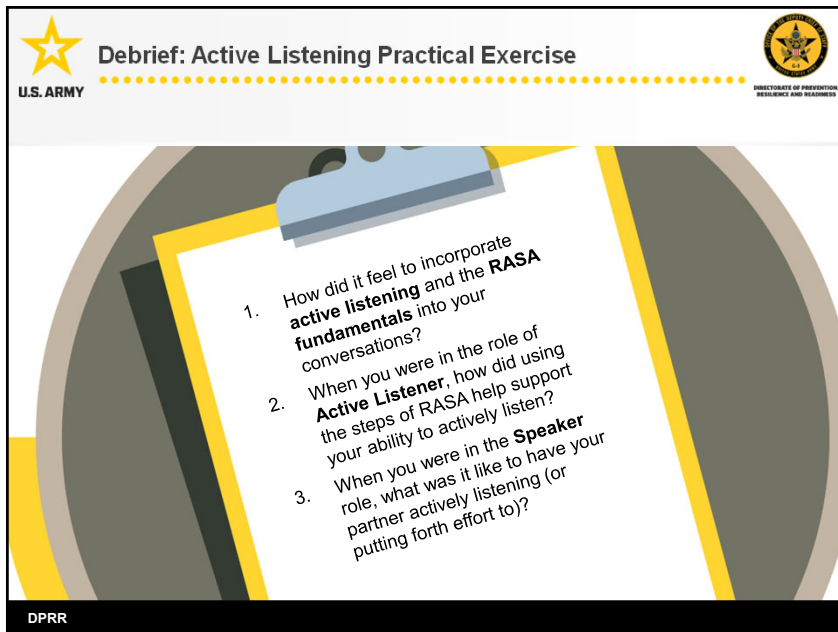 Debrief: Active Listening Practical Exercise
U.S. ARMY
DIRECTORATE OF PREVENTION,
RESILIENCE AND READINESS
1. How did it feel to incorporate
active listening and the RASA
fundamentals into your
conversations?
2. When you were in the role of
Active Listener, how did using
the steps of RASA help support
your ability to actively listen?
3. When you were in the Speaker
role, what was it like to have your
partner actively listening (or
putting forth effort to)?
DPRR